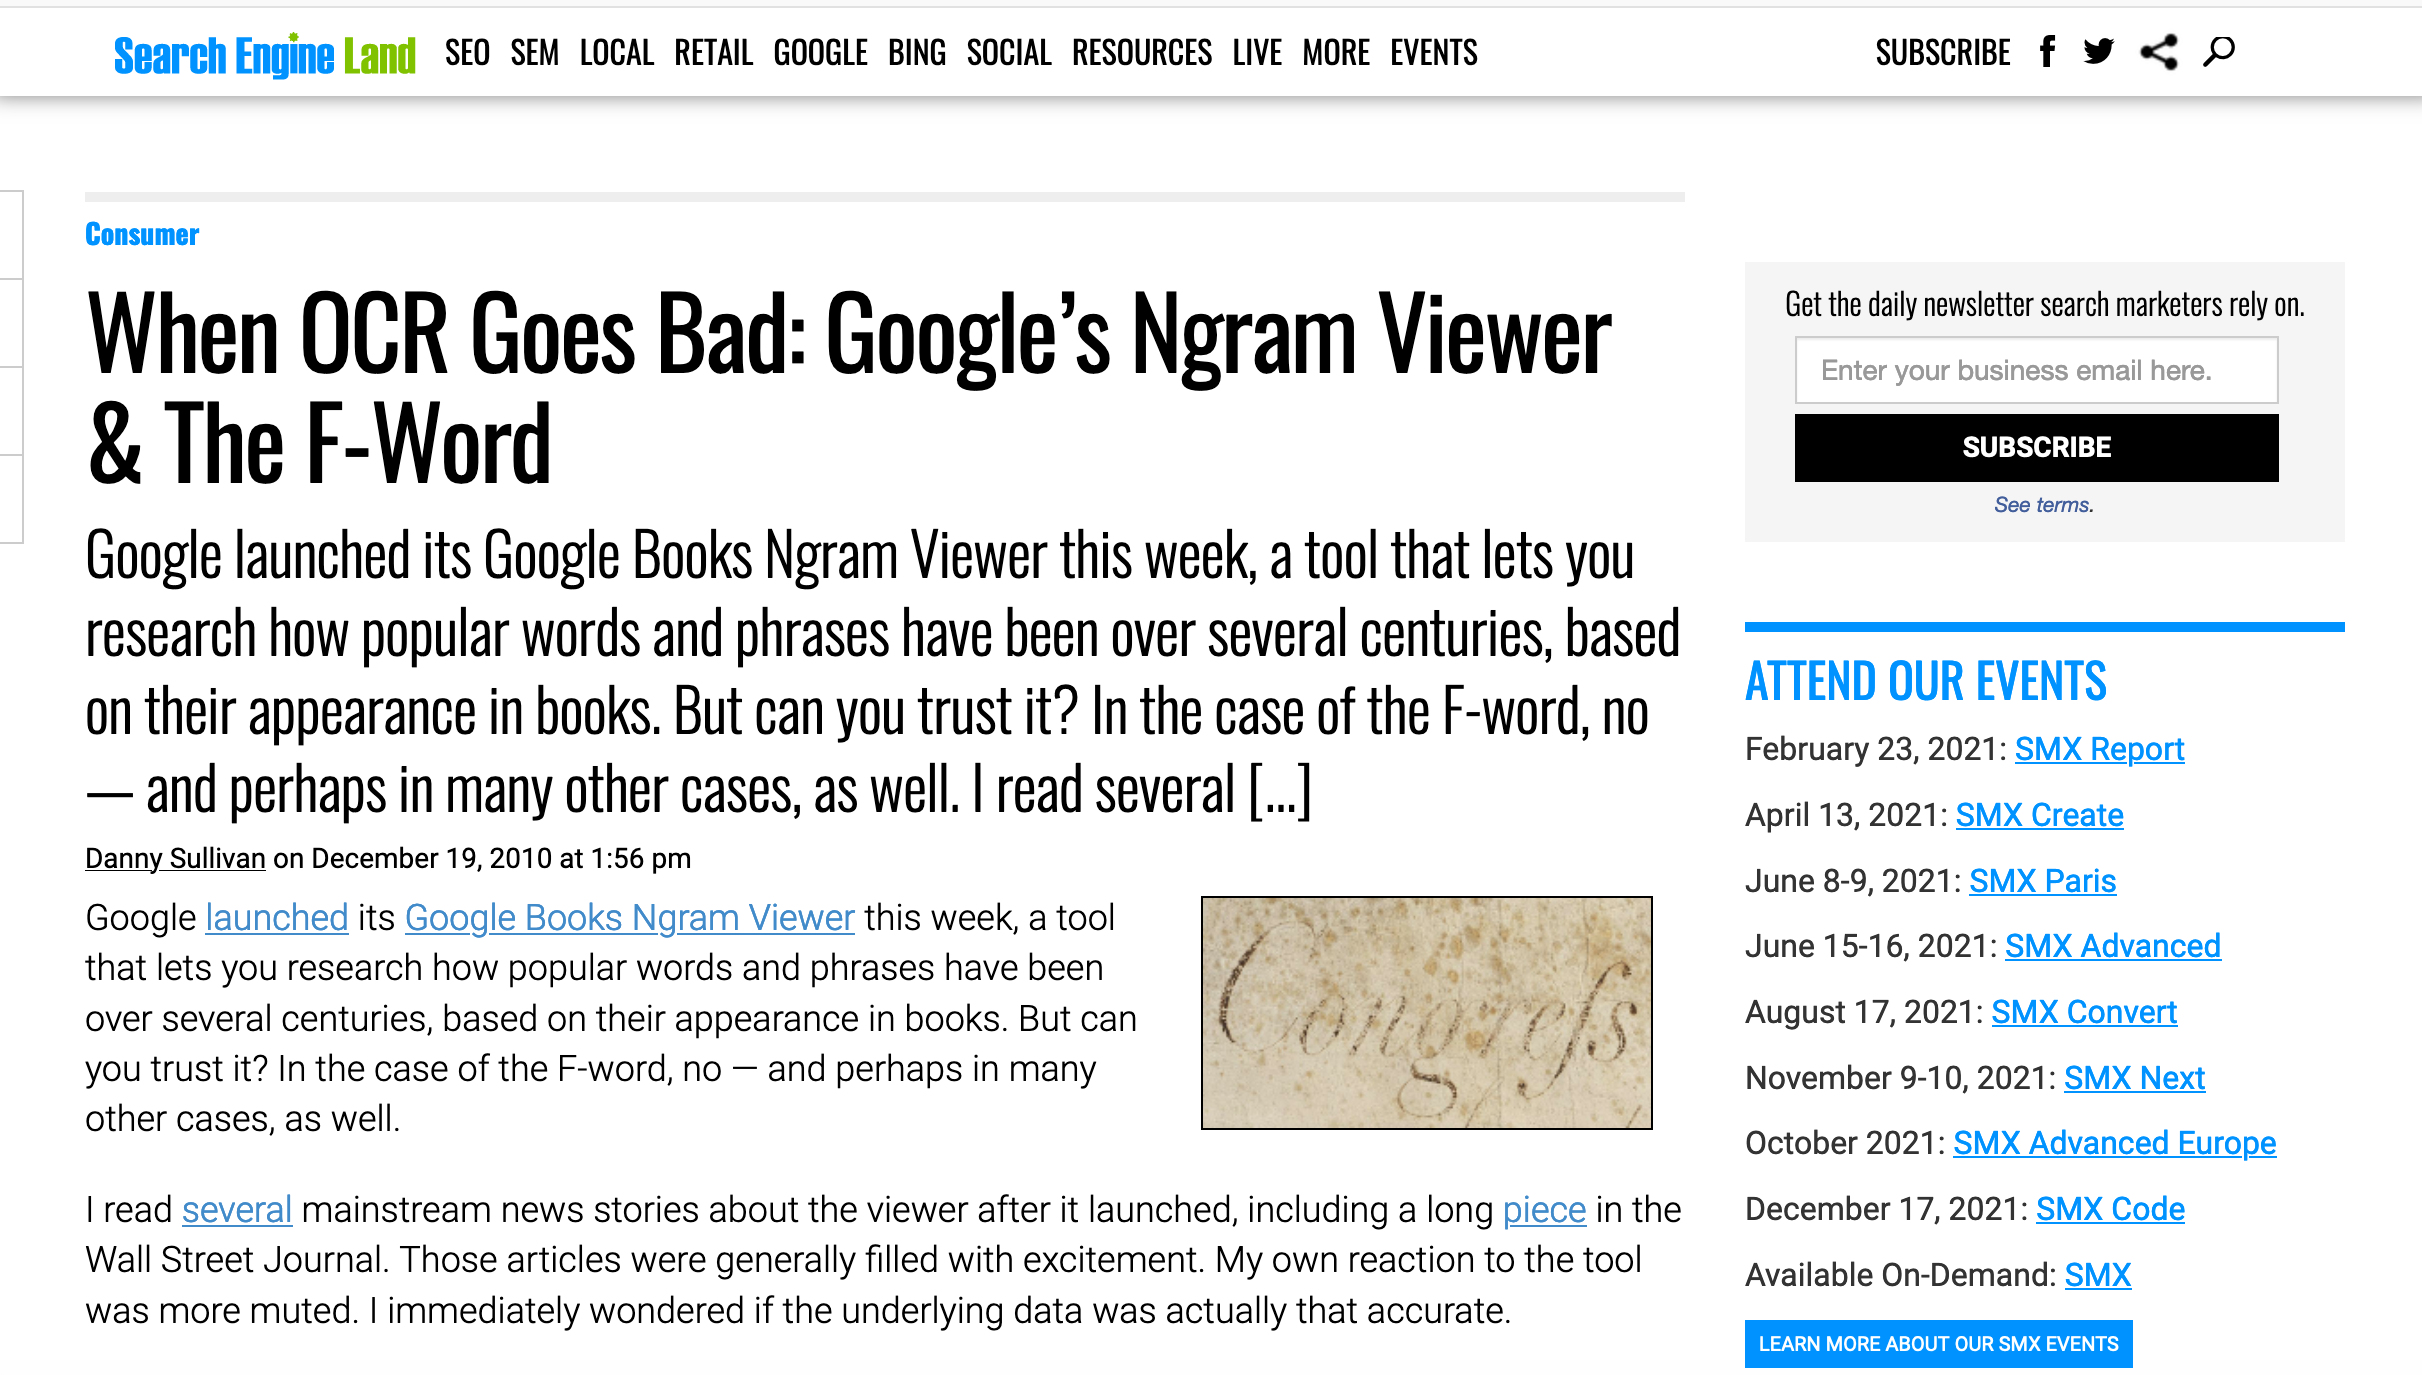 Search Engine Land SEO SEM LOCAL RETAIL GOOGLE BING SOCIAL RESOURCES LIVE MORE EVENTS SUBSCRIBE
Consumer
When OCR Goes Bad: Google’s Ngram Viewer
& The F-Word
Google launched its Google Books Ngram Viewer this week, a tool that lets you
research how popular words and phrases have been over several centuries, based
on their appearance in books. But can you trust it? In the case of the F-word, no
— and perhaps in many other cases, as well. I read several […]
Danny Sullivan on December 19, 2010 at 1:56 pm
Google launched its Google Books Ngram Viewer this week, a tool
that lets you research how popular words and phrases have been
over several centuries, based on their appearance in books. But can
you trust it? In the case of the F-word, no — and perhaps in many
other cases, as well.
Congreſs
I read several mainstream news stories about the viewer after it launched, including a long piece in the
Wall Street Journal. Those articles were generally filled with excitement. My own reaction to the tool
was more muted. I immediately wondered if the underlying data was actually that accurate.
Get the daily newsletter search marketers rely on.
Enter your business email here.
SUBSCRIBE
See terms.
ATTEND OUR EVENTS
February 23, 2021: SMX Report
April 13, 2021: SMX Create
June 8-9, 2021: SMX Paris
June 15-16, 2021: SMX Advanced
August 17, 2021: SMX Convert
November 9-10, 2021: SMX Next
October 2021: SMX Advanced Europe
December 17, 2021: SMX Code
Available On-Demand: SMX
LEARN MORE ABOUT OUR SMX EVENTS